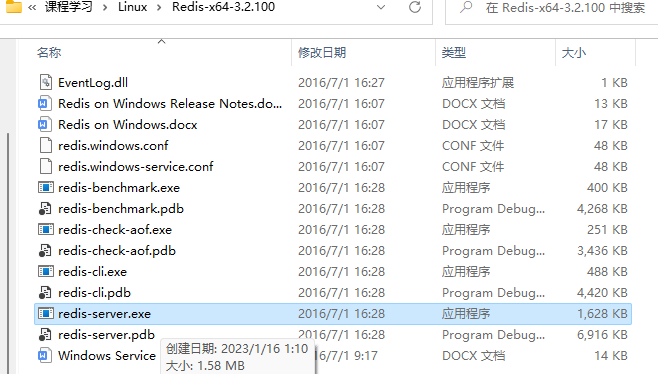 « 课程学习 › Linux › Redis-x64-3.2.100 在 Redis-x64-3.2.100 中搜索
名称 修改日期 类型 大小
EventLog.dll 2016/7/1 16:27 应用程序扩展 1 KB
Redis on Windows Release Notes.do... 2016/7/1 16:07 DOCX 文档 13 KB
Redis on Windows.docx 2016/7/1 16:07 DOCX 文档 17 KB
redis.windows.conf 2016/7/1 16:07 CONF 文件 48 KB
redis.windows-service.conf 2016/7/1 16:07 CONF 文件 48 KB
redis-benchmark.exe 2016/7/1 16:28 应用程序 400 KB
redis-benchmark.pdb 2016/7/1 16:28 Program Debug... 4,268 KB
redis-check-aof.exe 2016/7/1 16:28 应用程序 251 KB
redis-check-aof.pdb 2016/7/1 16:28 Program Debug... 3,436 KB
redis-cli.exe 2016/7/1 16:28 应用程序 488 KB
redis-cli.pdb 2016/7/1 16:28 Program Debug... 4,420 KB
redis-server.exe 2016/7/1 16:28 应用程序 1,628 KB
redis-server.pdb 2016/7/1 16:28 Program Debug... 6,916 KB
Windows Service /7/1 9:17 DOCX 文档 14 KB
创建日期: 2023/1/16 1:10
大小: 1.58 MB